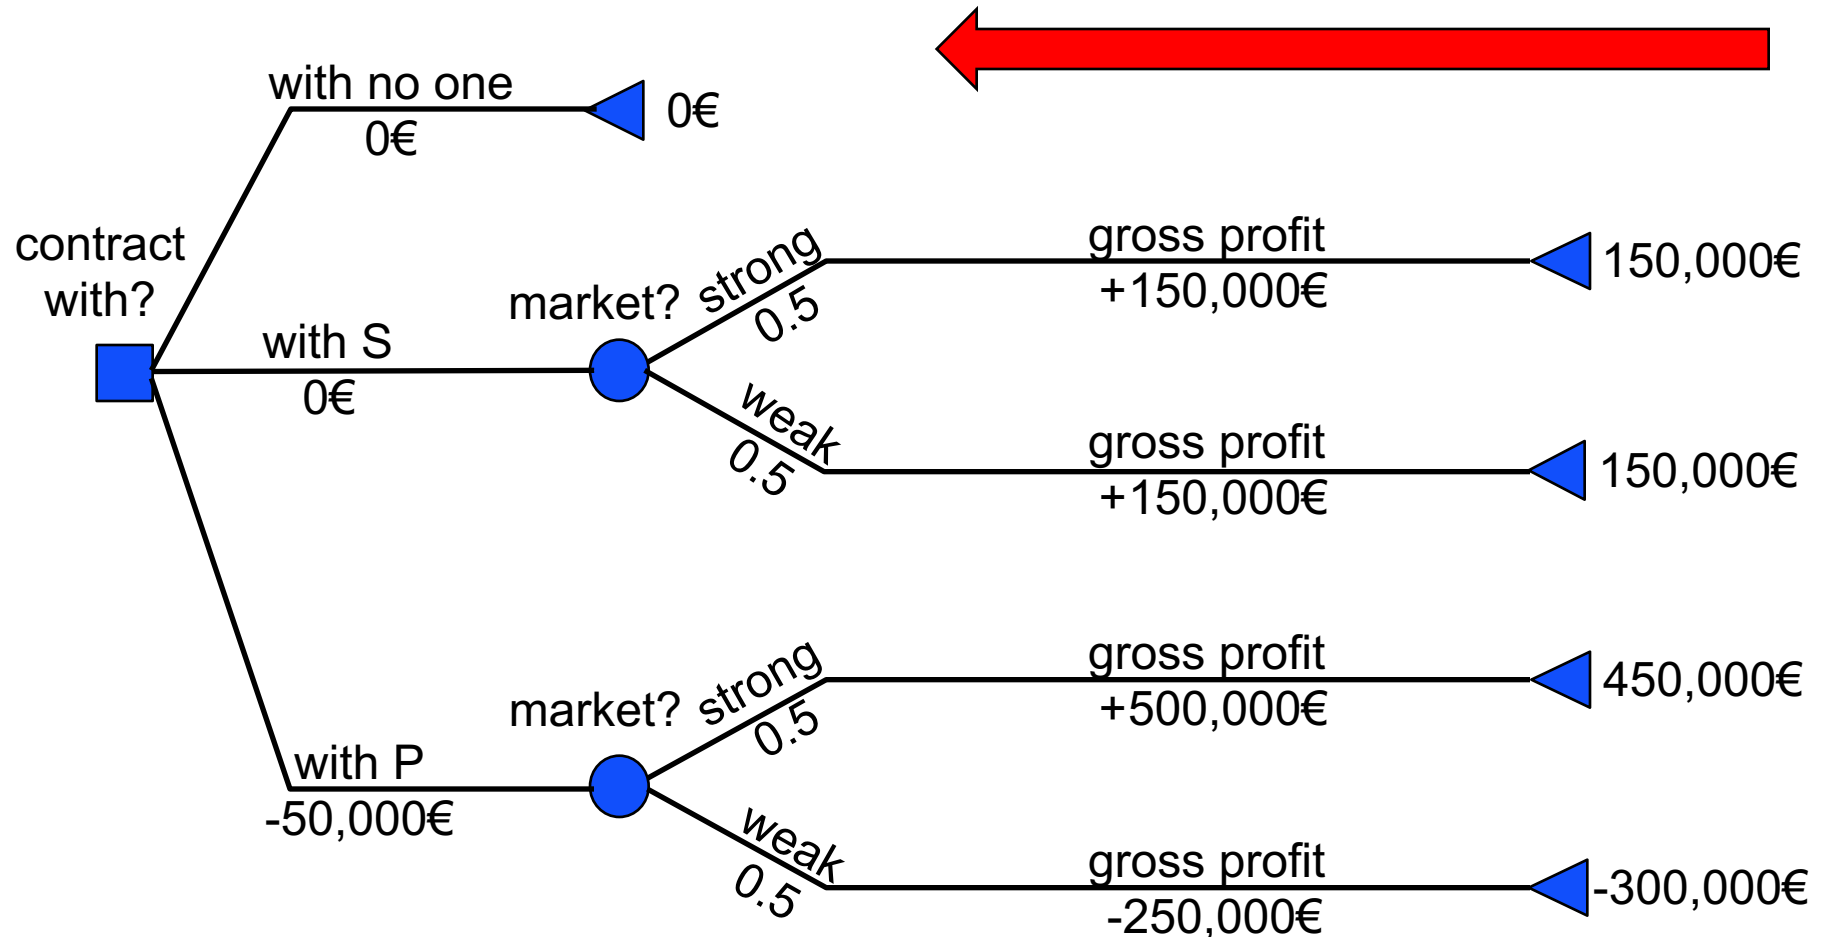 with no one
0€
0€
contract
with?
with S
0€
market?
strong
0.5
gross profit
+150,000€
150,000€
weak
0.5
gross profit
+150,000€
150,000€
with P
-50,000€
market?
strong
0.5
gross profit
+500,000€
450,000€
weak
0.5
gross profit
-250,000€
-300,000€